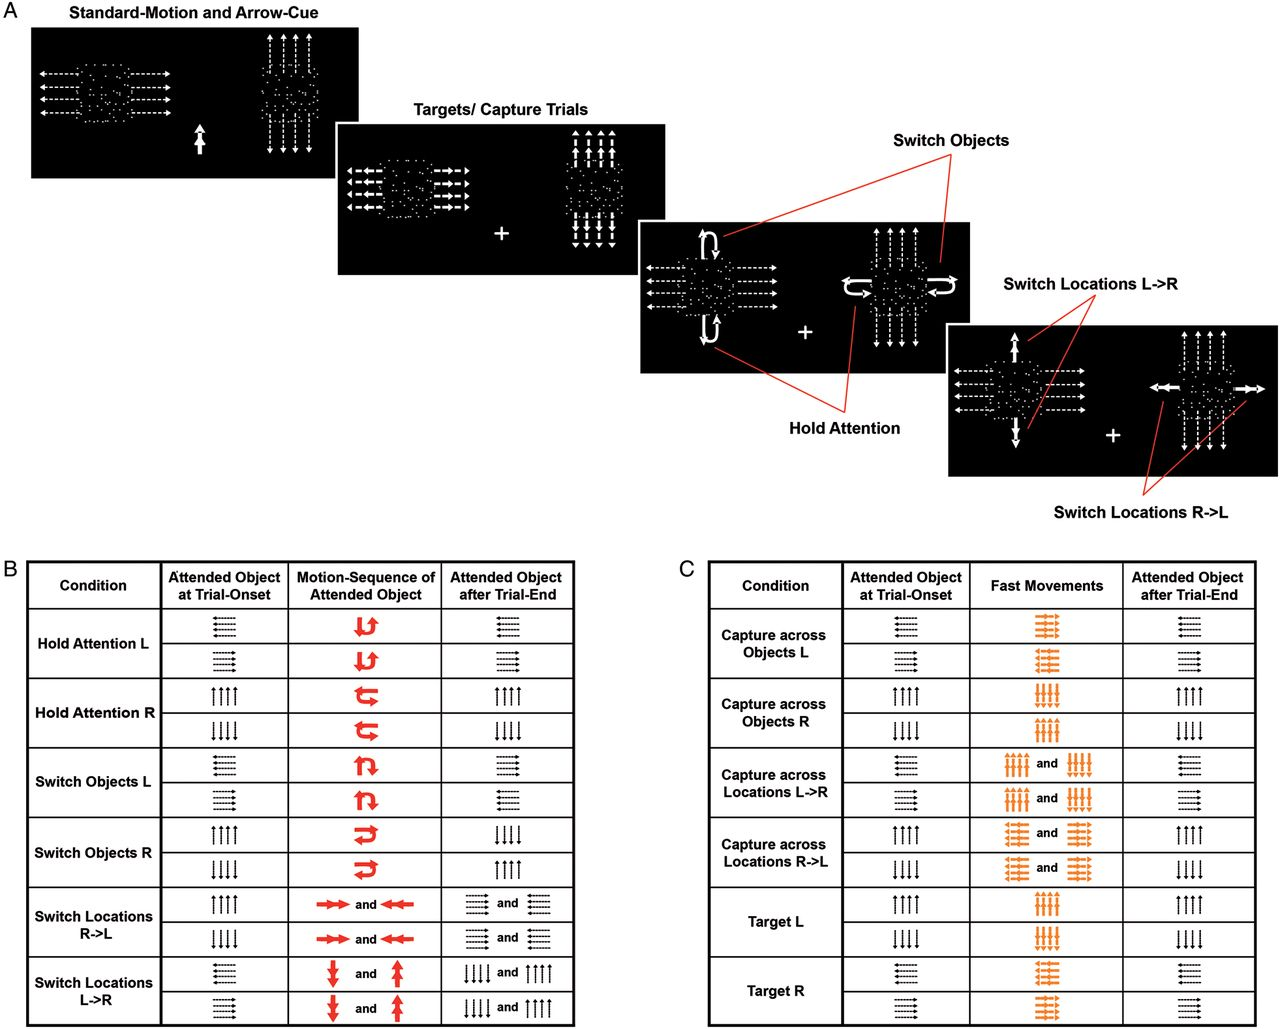 A
Standard-Motion and Arrow-Cue
Targets/ Capture Trials
Switch Objects
Switch Locations L->R
Hold Attention
Switch Locations R->L
B
Condition
Attended Object
at Trial-Onset
Motion-Sequence of
Attended Object
Attended Object
after Trial-End
Hold Attention L
Hold Attention R
Switch Objects L
Switch Objects R
Switch Locations
R->L
and
and
and
and
Switch Locations
L->R
and
and
and
and
C
Condition
Attended Object
at Trial-Onset
Fast Movements
Attended Object
after Trial-End
Capture across
Objects L
Capture across
Objects R
Capture across
Locations L->R
and
and
Capture across
Locations R->L
and
and
Target L
Target R